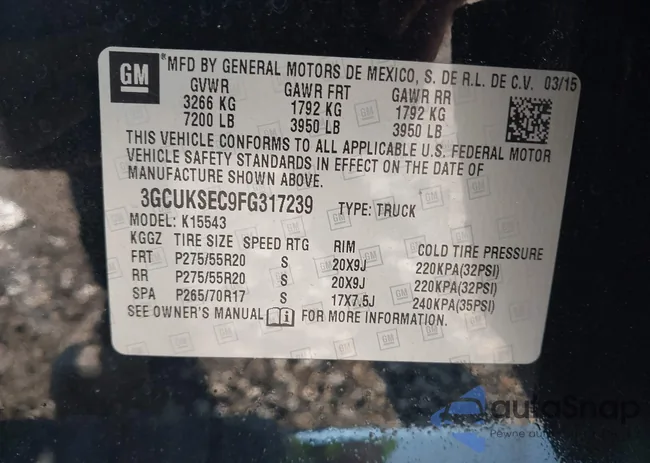 GM
®MFD BY GENERAL MOTORS DE MEXICO, S. DE R.L. DE C.V. 03/15
GVWR GAWR FRT GAWR RR
3266 KG 1792 KG 1792 KG
7200 LB 3950 LB 3950 LB
THIS VEHICLE CONFORMS TO ALL APPLICABLE U.S. FEDERAL MOTOR
VEHICLE SAFETY STANDARDS IN EFFECT ON THE DATE OF
MANUFACTURE SHOWN ABOVE.
3GCUKSEC9FG317239 TYPE: TRUCK
MODEL: K15543
KGGZ TIRE SIZE SPEED RTG RIM COLD TIRE PRESSURE
FRT P275/55R20 S 20X9J 220KPA(32PSI)
RR P275/55R20 S 20X9J 220KPA(32PSI)
SPA P265/70R17 S 17X7.5J 240KPA(35PSI)
SEE OWNER'S MANUAL FOR MORE INFORMATION.
autoSnap
Pewne auto